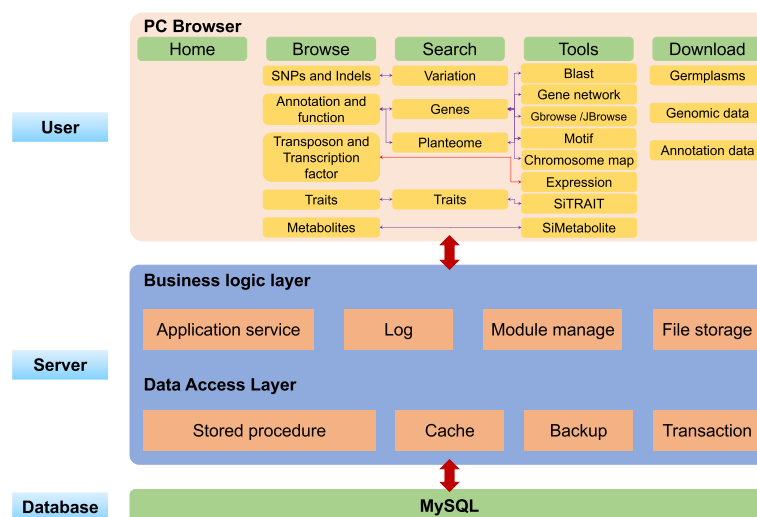 PC Browser
Home
Browse
Search
Tools
Download
SNPs and Indels
Variation
Blast
Germplasms
Gene network
Annotation and
function
Genes
Gbrowse /JBrowse
Genomic data
Transposon and
Transcription
factor
Planteome
Motif
Chromosome map
Annotation data
Expression
Traits
Traits
SiTRAIT
Metabolites
SiMetabolite
User
Business logic layer
Application service
Log
Module manage
File storage
Server
Data Access Layer
Stored procedure
Cache
Backup
Transaction
Database
MySQL